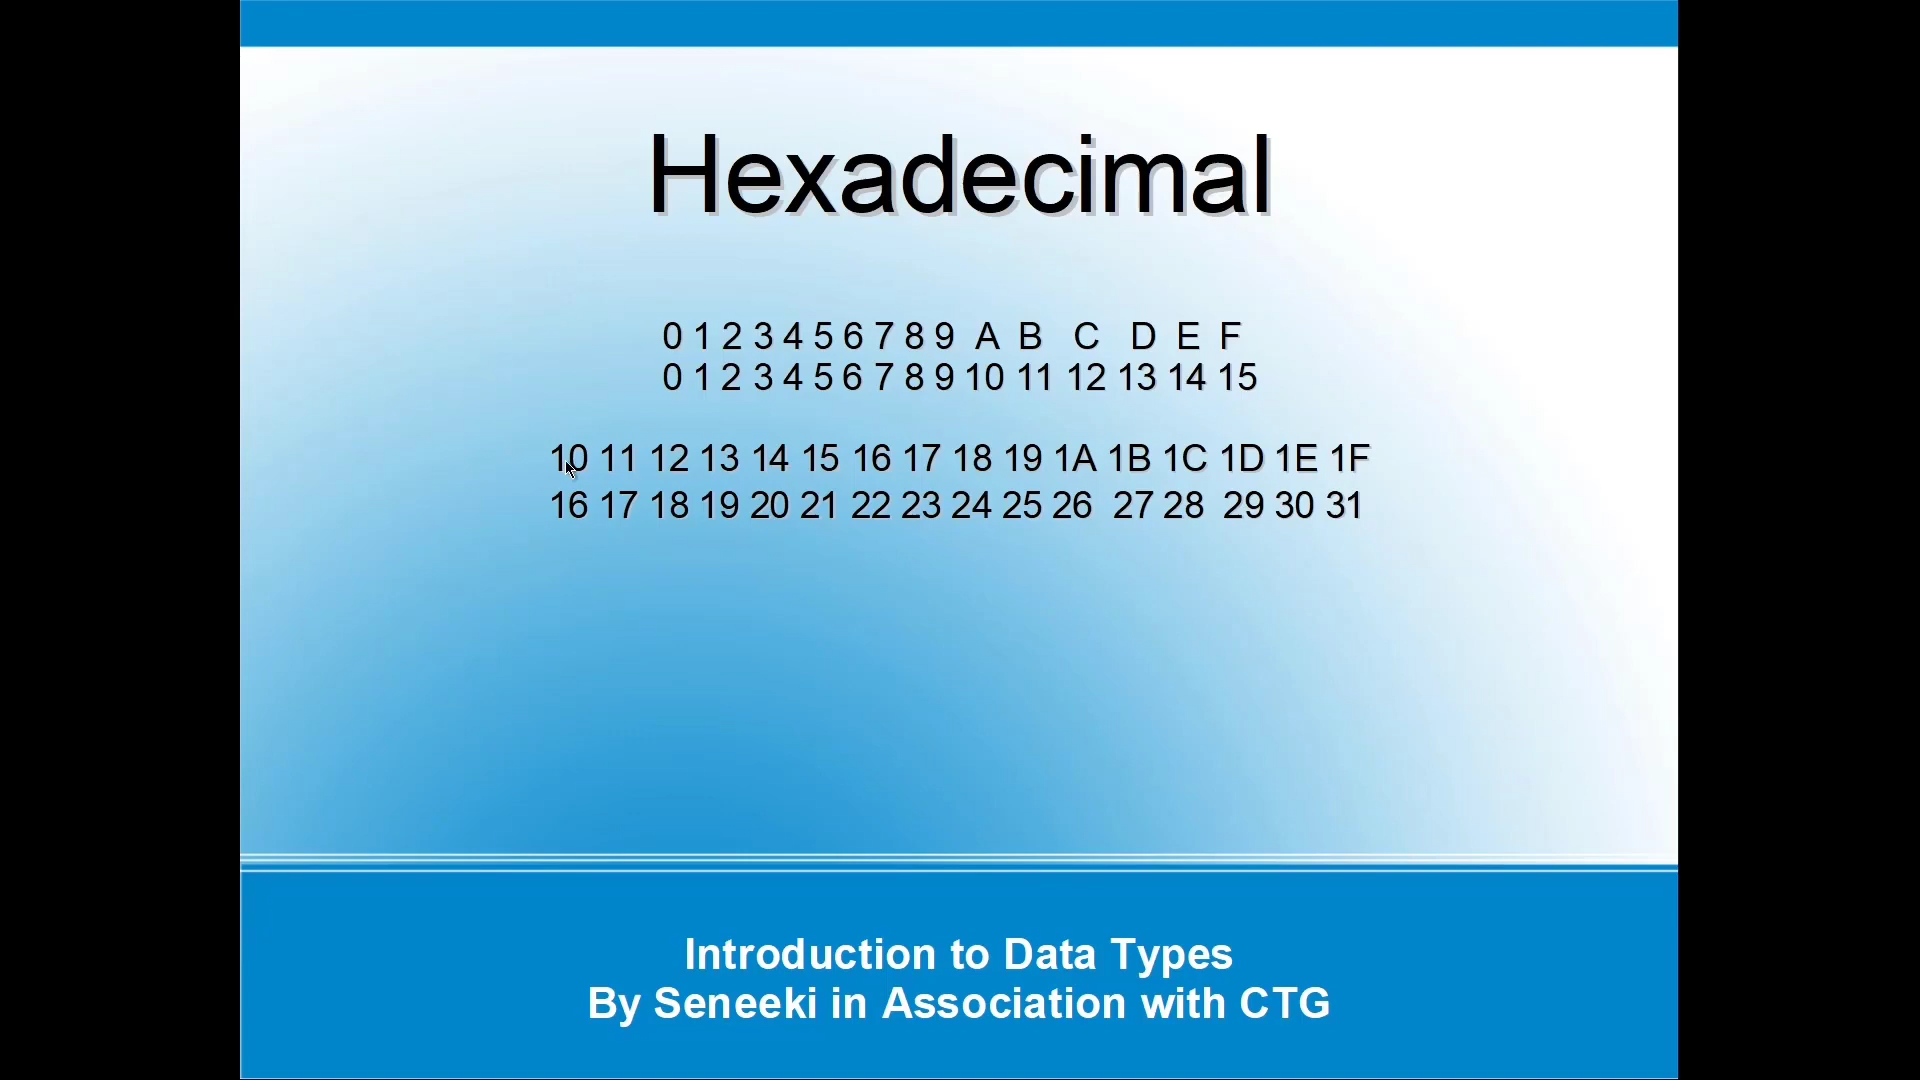 Hexadecimal
0 1 2 3 4 5 6 7 8 9 A B C D E F
0 1 2 3 4 5 6 7 8 9 10 11 12 13 14 15
10 11 12 13 14 15 16 17 18 19 1A 1B 1C 1D 1E 1F
16 17 18 19 20 21 22 23 24 25 26 27 28 29 30 31
Introduction to Data Types
By Seneeki in Association with CTG